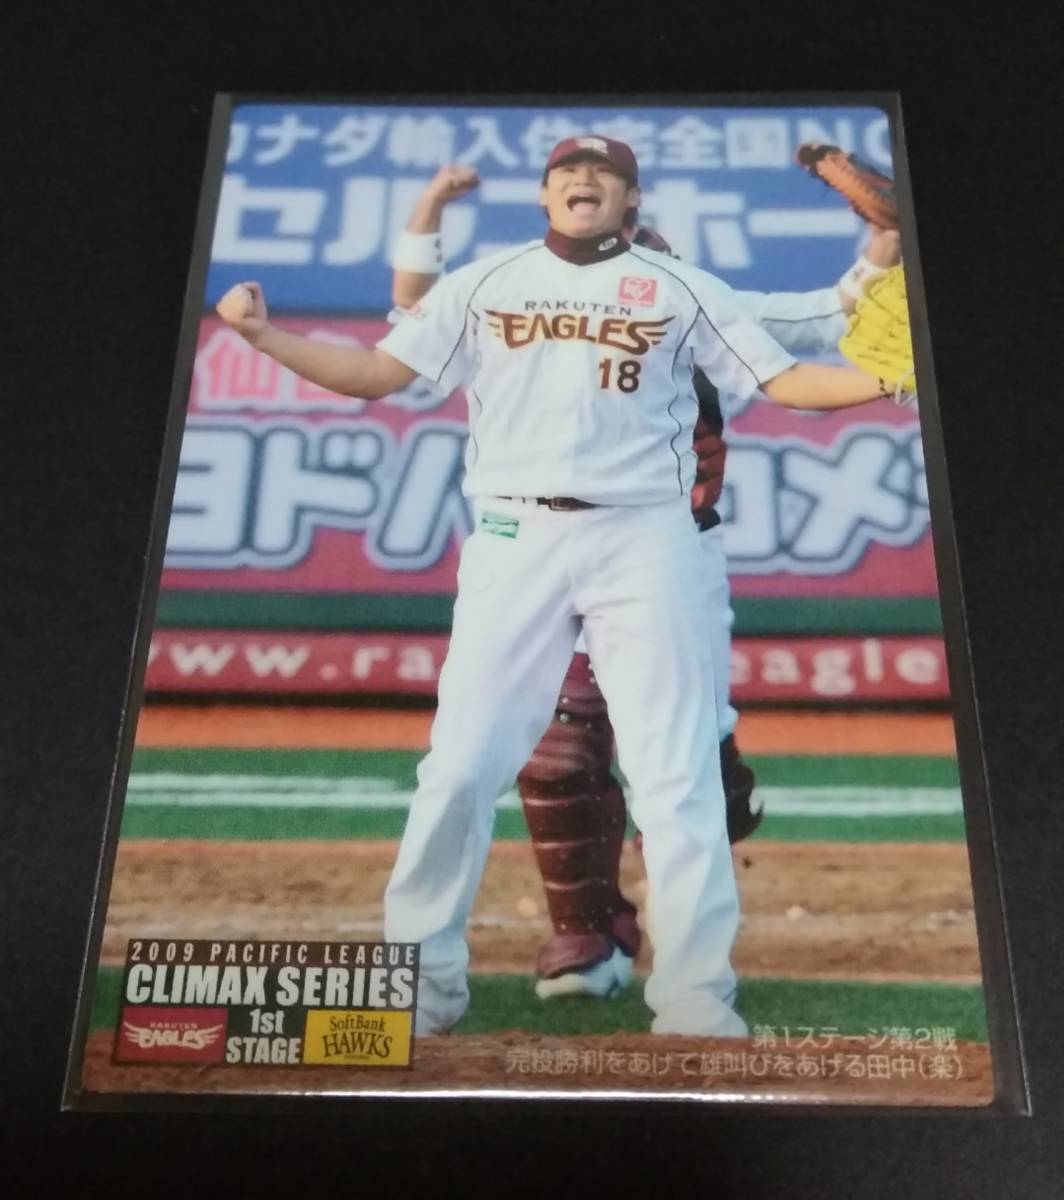 カナダ輸入住宅全国NO
セルコホー
RAKUTEN
EAGLES
18
仙台
ヨドバ カメ
www.ra eagle
2009 PACIFIC LEAGUE
CLIMAX SERIES
RAKUTEN
EAGLES
1st
STAGE
SoftBank
HAWKS
第1ステージ第2戦
完投勝利をあげて雄叫びをあげる田中(楽)